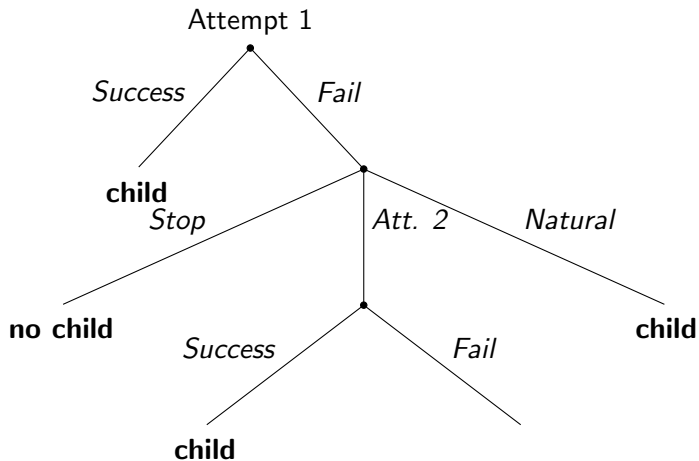 Attempt 1
Success
Fail
child
Stop
Att. 2
Natural
no child
child
Success
Fail
child